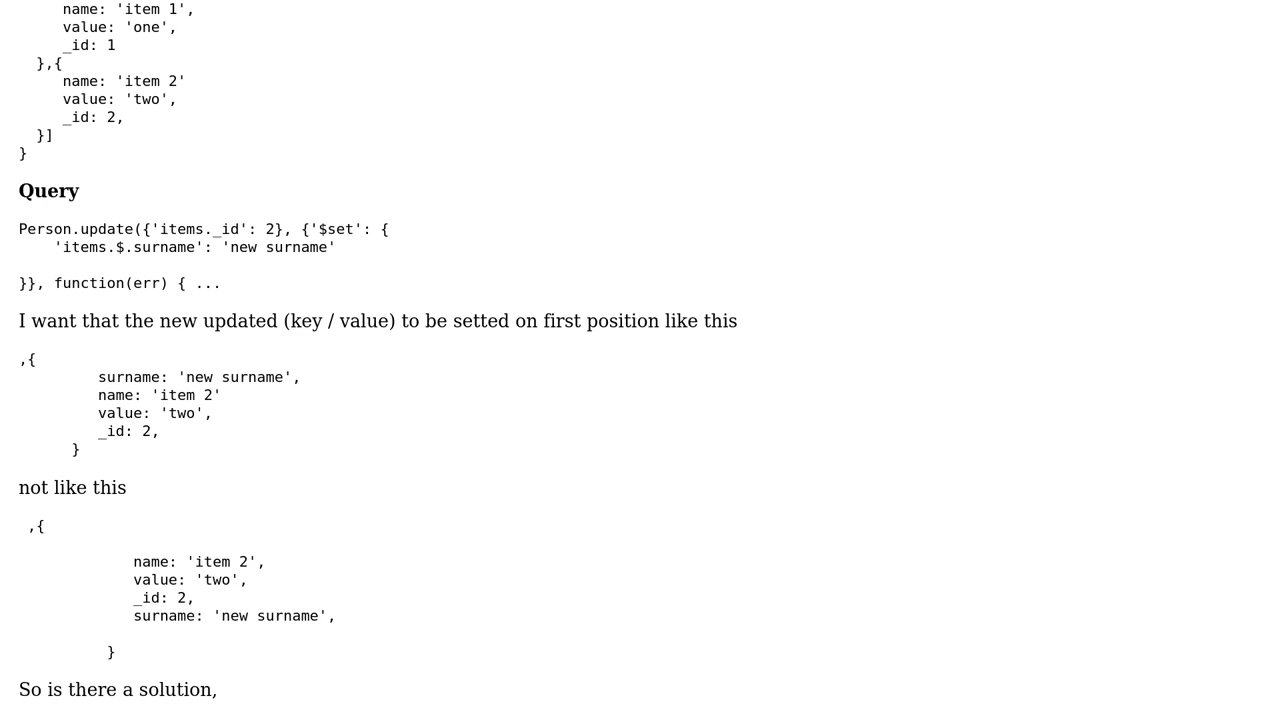 name: 'item 1',
value: 'one',
_id: 1
},{
name: 'item 2'
value: 'two',
_id: 2,
}]
}
Query
Person.update({'items._id': 2}, {'$set': {
'items.$.surname': 'new surname'
}}, function(err) { ...
I want that the new updated (key / value) to be setted on first position like this
,{
surname: 'new surname',
name: 'item 2'
value: 'two',
_id: 2,
}
not like this
,{
name: 'item 2',
value: 'two',
_id: 2,
surname: 'new surname',
}
So is there a solution,